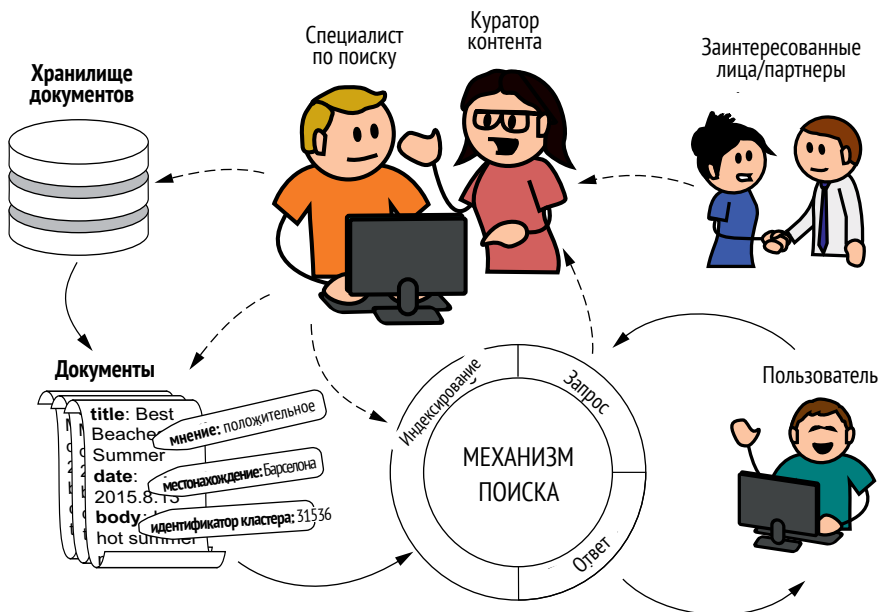 Специалист
по поиску
Куратор
контента
Заинтересованные
лица/партнеры
Хранилище
документов
Документы
title: Best
Beaches
Summer
date:
2015.8.13
body:
hot summer
мнение: положительное
местонахождение: Барселона
идентификатор кластера: 31536
Индексирование
Запрос
Ответ
МЕХАНИЗМ
ПОИСКА
Пользователь